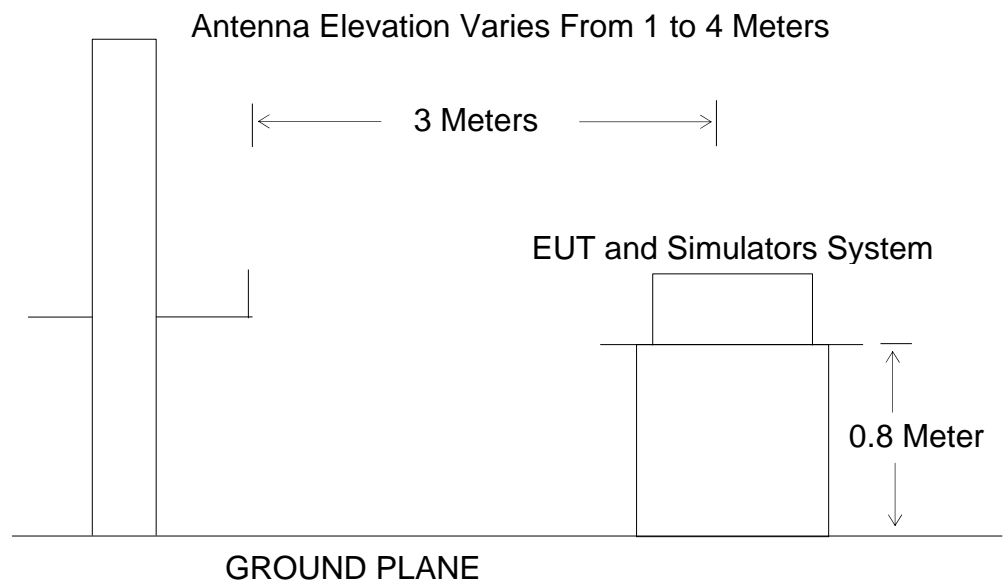 Antenna Elevation Varies From 1 to 4 Meters
3 Meters
EUT and Simulators System
0.8 Meter
GROUND PLANE